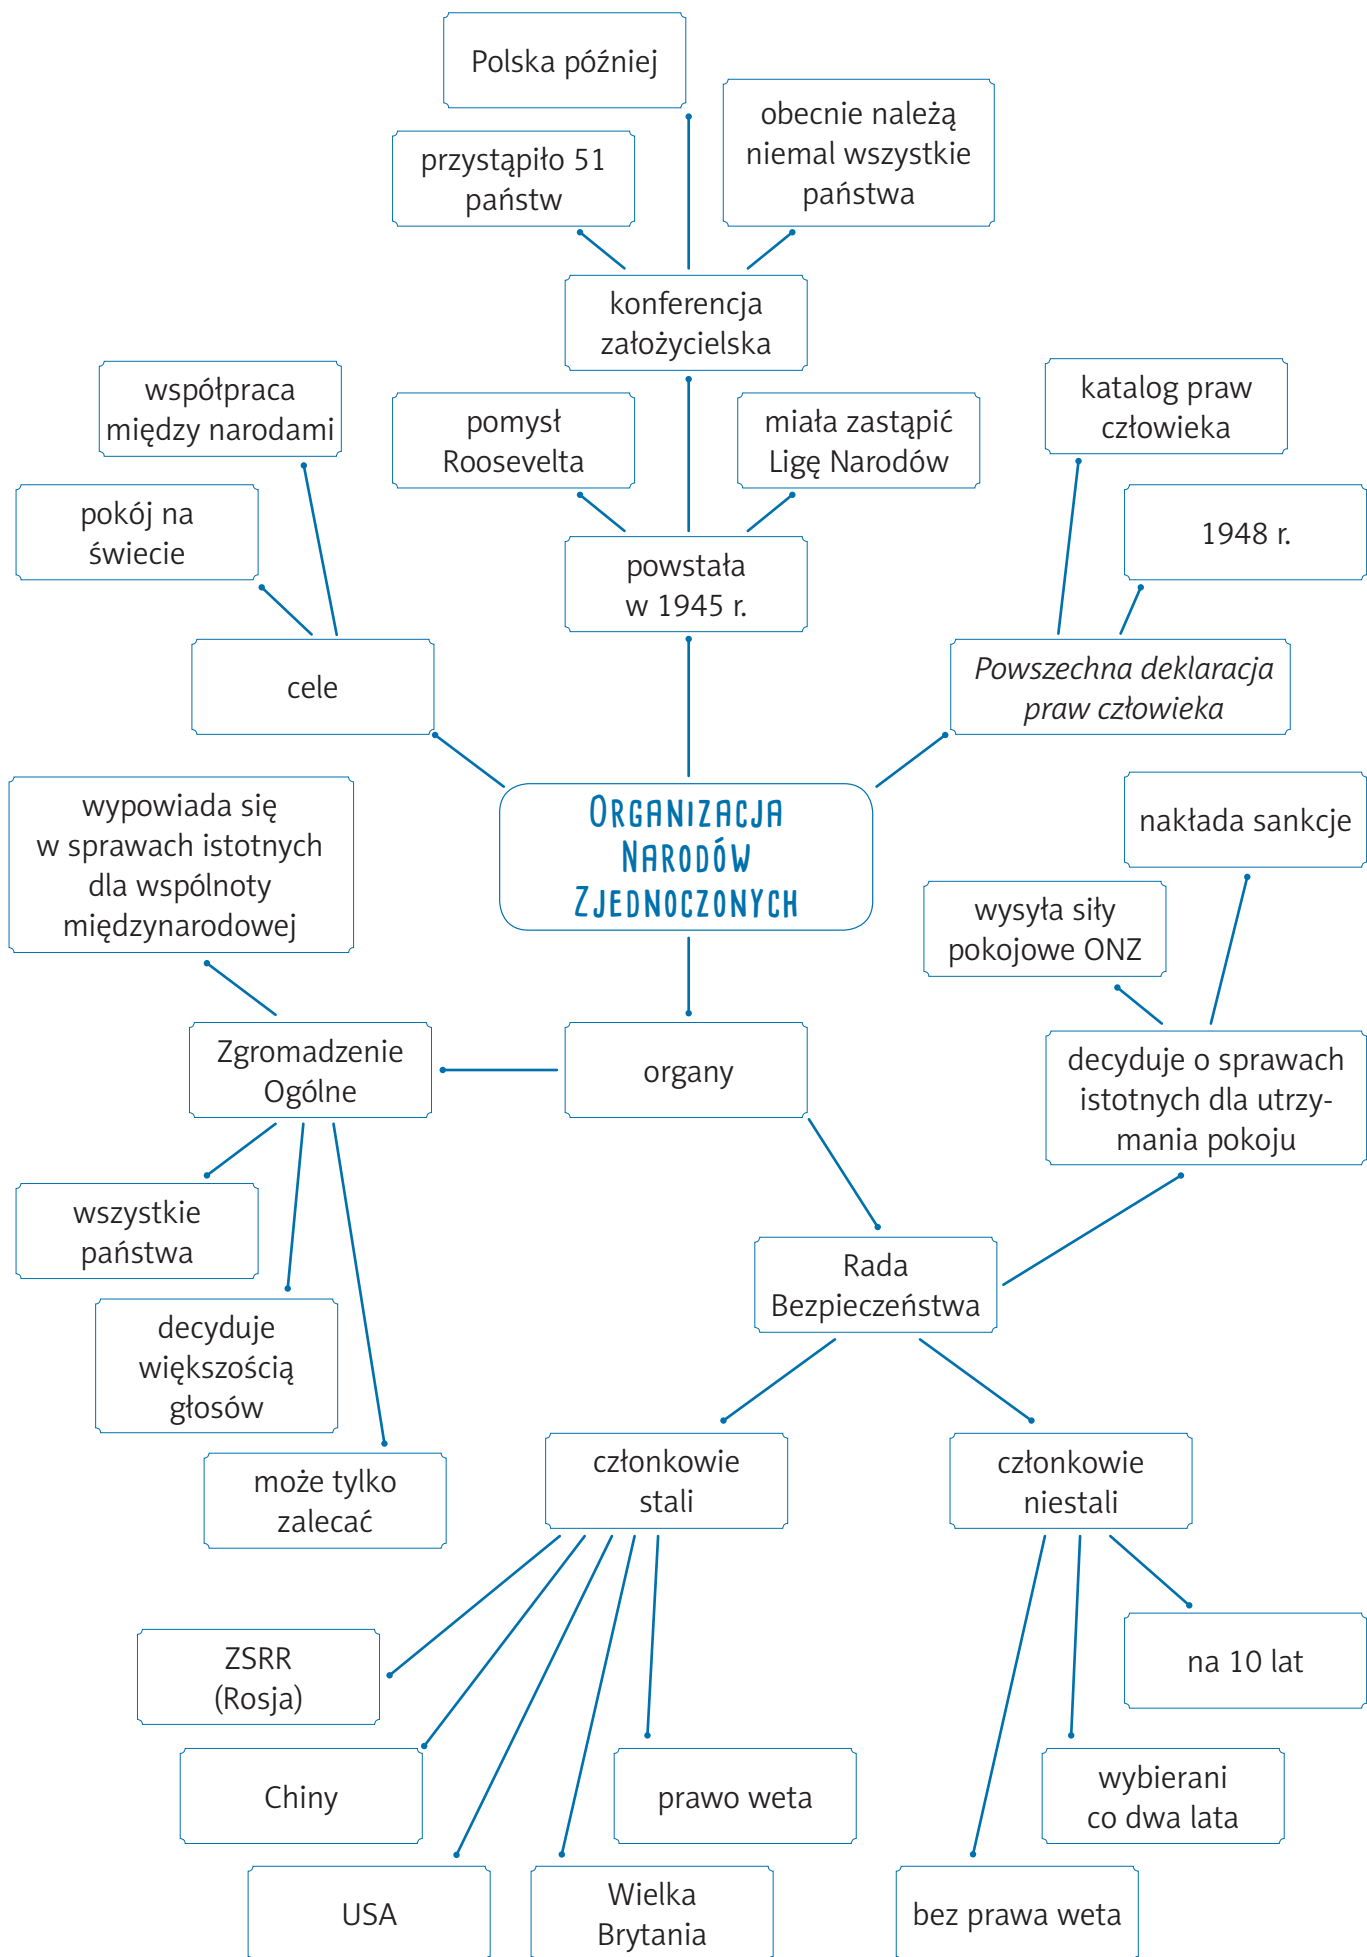 Polska później
obecnie należą
niemal wszystkie
państwa
przystąpiło 51
państw
konferencja
założycielska
współpraca
między narodami
pomysł
Roosevelta
miała zastąpić
Ligę Narodów
katalog praw
człowieka
pokój na
świecie
1948 r.
powstała
w 1945 r.
cele
Powszechna deklaracja
praw człowieka
wypowiada się
w sprawach istotnych
dla wspólnoty
międzynarodowej
ORGANIZACJA
NARODÓW
ZJEDNOCZONYCH
nakłada sankcje
wysyła siły
pokojowe ONZ
Zgromadzenie
Ogólne
organy
decyduje o sprawach
istotnych dla utrzy-
mania pokoju
wszystkie
państwa
Rada
Bezpieczeństwa
decyduje
większością
głosów
może tylko
zalecać
członkowie
stali
członkowie
niestali
ZSRR
(Rosja)
na 10 lat
Chiny
prawo weta
wybierani
co dwa lata
USA
Wielka
Brytania
bez prawa weta